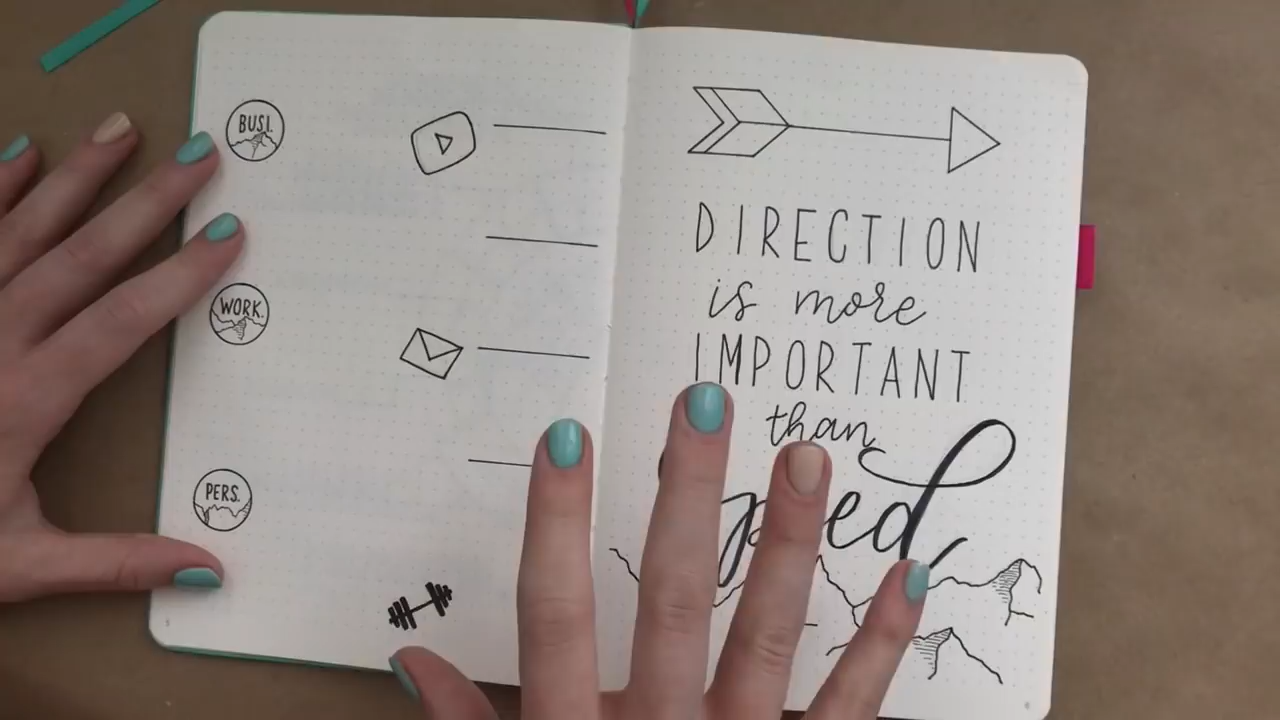 BUSI.
WORK.
PERS.
DIRECTION
is more
IMPORTANT
than